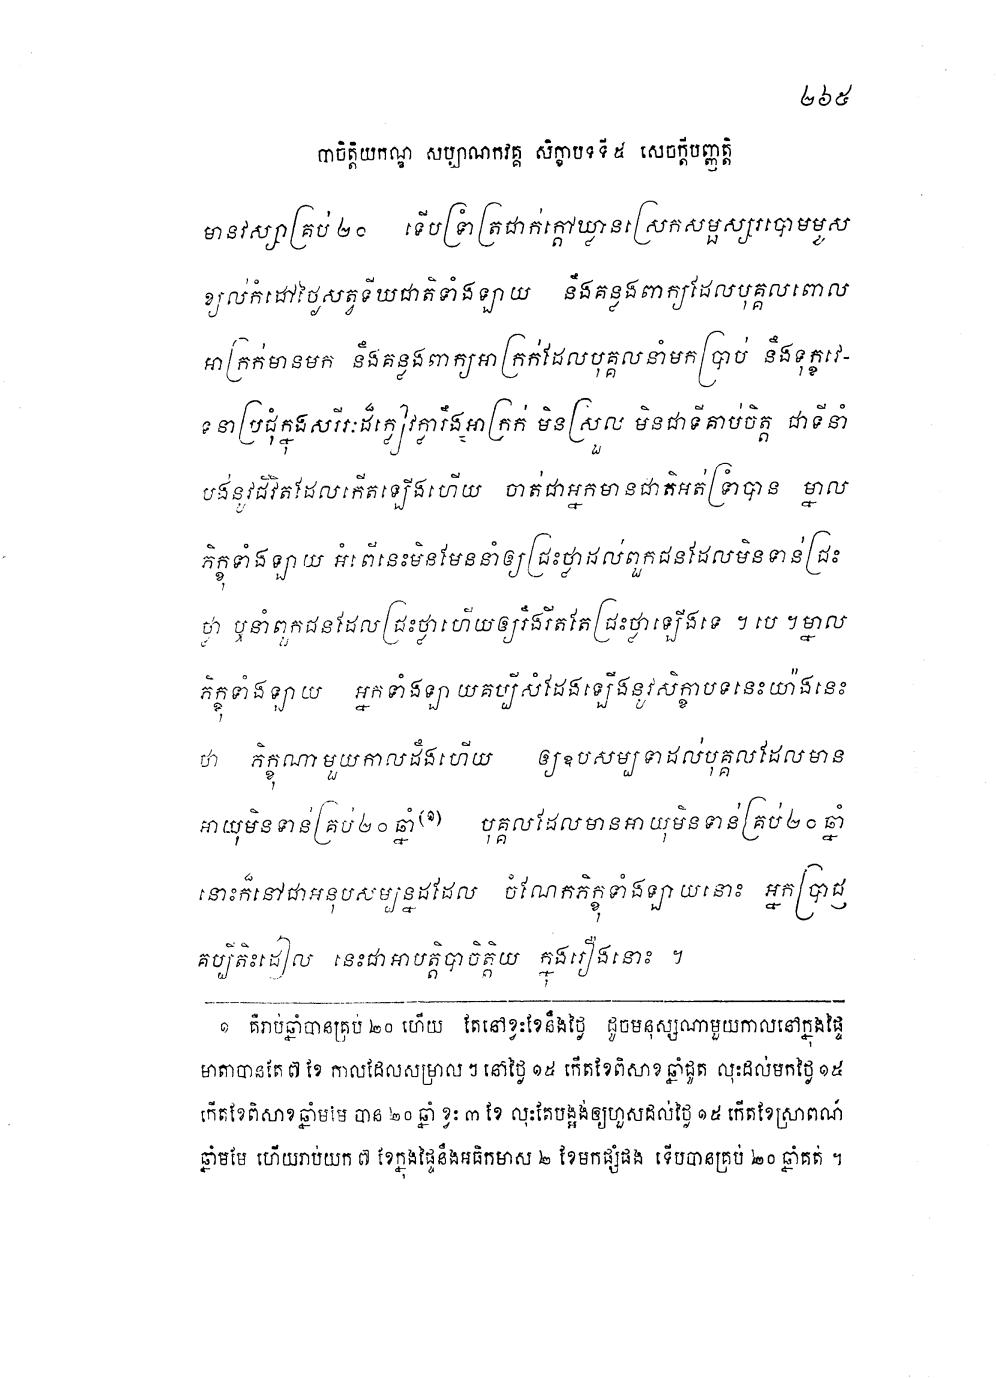 ២៦៥
បាចិត្តិយកណ្ឌ សប្បាណកវគ្គ សិក្ខាបទទី ៥ សេចក្តីបញ្ញត្តិ
មានវស្សាគ្រប់ ២០ ទើបទ្រាំត្រជាក់ក្តៅឃ្លានស្រេកសម្ផស្សរបោមមូស
ខ្យល់កំដៅថ្ងៃសត្វទីឃជាតិទាំងឡាយ នឹងគន្លងពាក្យដែលបុគ្គលពោល
អាក្រក់មានមក នឹងគន្លងពាក្យអាក្រក់ដែលបុគ្គលនាំមកប្រាប់ នឹងទុក្ខវេ-
ទនាប្រជុំក្នុងសរីរៈដ៏ក្លៀវក្លារឹងអាក្រក់ មិនស្រួល មិនជាទីគាប់ចិត្ត ជាទីនាំ
បង់នូវជីវិតដែលកើតឡើងហើយ ចាត់ជាអ្នកមានជាតិអត់ទ្រាំបាន ម្នាល
ភិក្ខុទាំងឡាយ អំពើនេះមិនមែននាំឲ្យជ្រះថ្លាដល់ពួកជនដែលមិនទាន់ជ្រះ
ថ្លា ឬនាំពួកជនដែលជ្រះថ្លាហើយឲ្យរឹងរឹតតែជ្រះថ្លាឡើងទេ ។ បេ ។ ម្នាល
ភិក្ខុទាំងឡាយ អ្នកទាំងឡាយគប្បីសំដែងឡើងនូវសិក្ខាបទនេះយ៉ាងនេះ
ថា ភិក្ខុណាមួយកាលដឹងហើយ ឲ្យឧបសម្បទាដល់បុគ្គលដែលមាន
អាយុមិនទាន់គ្រប់ ២០ ឆ្នាំ(១) បុគ្គលដែលមានអាយុមិនទាន់គ្រប់ ២០ ឆ្នាំ
នោះក៏នៅជាអនុបសម្បន្នដដែល ចំណែកភិក្ខុទាំងឡាយនោះ អ្នកប្រាជ្ញ
គប្បីតិះដៀល នេះជាអាបត្តិបាចិត្តិយ ក្នុងរឿងនោះ ។
១ គឺរាប់ឆ្នាំបានគ្រប់ ២០ ហើយ តែនៅខ្វះខែនឹងថ្ងៃ ដូចមនុស្សណាមួយកាលនៅក្នុងផ្ទៃ
មាតាបានតែ ៧ ខែ កាលដែលសម្រាល ៗ នៅថ្ងៃ ១៥ កើតខែពិសាខ ឆ្នាំជូត លុះដល់មកថ្ងៃ ១៥
កើតខែពិសាខ ឆ្នាំមមែ បាន ២០ ឆ្នាំ ខ្វះ ៣ ខែ លុះតែបង្អង់ឲ្យហួសដល់ថ្ងៃ ១៥ កើតខែស្រាពណ៍
ឆ្នាំមមែ ហើយរាប់យក ៧ ខែក្នុងផ្ទៃនឹងអធិកមាស ២ ខែមកផ្សំផង ទើបបានគ្រប់ ២០ ឆ្នាំគត់ ។